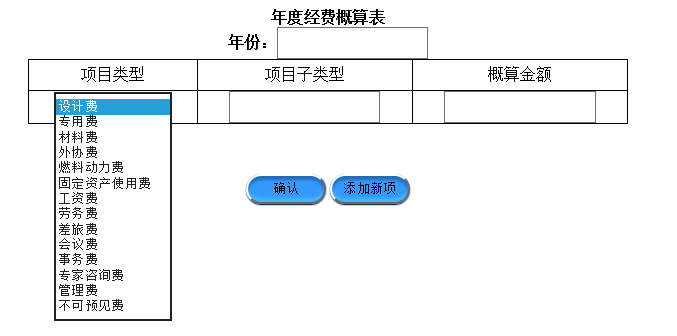 年度经费概算表
年份：
项目类型 项目子类型 概算金额
设计费
专用费
材料费
外协费
燃料动力费
固定资产使用费
工资费
劳务费
差旅费
会议费
事务费
专家咨询费
管理费
不可预见费
确认 添加新项